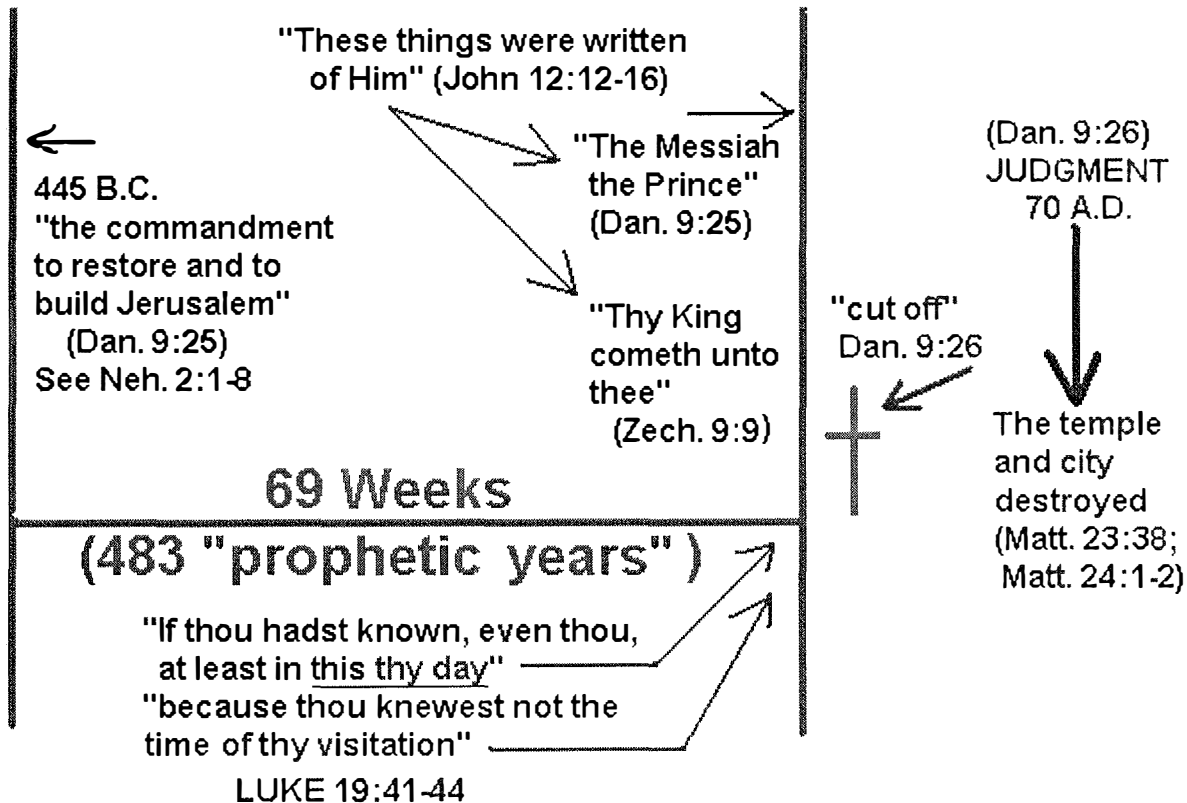 "These things were written
of Him" (John 12:12-16)
445 B.C.
"the commandment
to restore and to
build Jerusalem"
(Dan. 9:25)
See Neh. 2:1-8
"The Messiah
the Prince"
(Dan. 9:25)
"Thy King
cometh unto
thee"
(Zech. 9:9)
"cut off"
Dan. 9:26
(Dan. 9:26)
JUDGMENT
70 A.D.
The temple
and city
destroyed
(Matt. 23:38;
Matt. 24:1-2)
69 Weeks
(483 "prophetic years")
"If thou hadst known, even thou,
at least in this thy day"
"because thou knewest not the
time of thy visitation"
LUKE 19:41-44